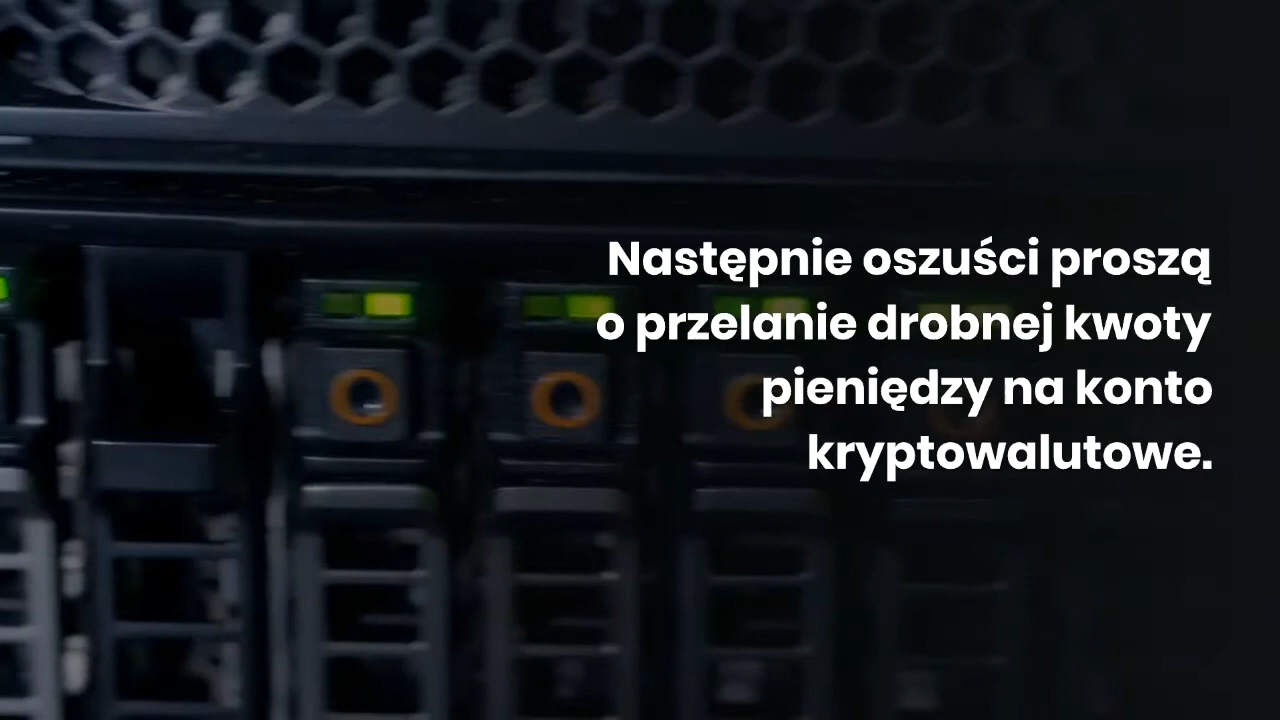 Następnie oszuści proszą
o przelanie drobnej kwoty
pieniędzy na konto
kryptowalutowe.